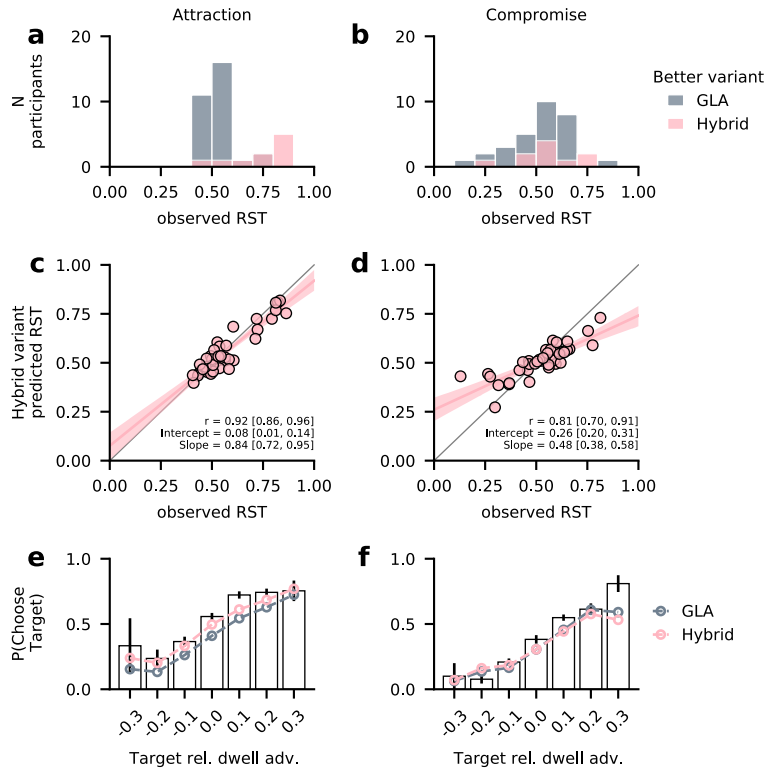 Attraction
Compromise
a
b
20
10
0
N
participants
0.00 0.25 0.50 0.75 1.00
observed RST
20
10
0
0.00 0.25 0.50 0.75 1.00
observed RST
Better variant
GLA
Hybrid
c
d
1.00
0.75
0.50
0.25
0.00
Hybrid variant
predicted RST
r = 0.92 [0.86, 0.96]
Intercept = 0.08 [0.01, 0.14]
Slope = 0.84 [0.72, 0.95]
0.00 0.25 0.50 0.75 1.00
observed RST
1.00
0.75
0.50
0.25
0.00
r = 0.81 [0.70, 0.91]
Intercept = 0.26 [0.20, 0.31]
Slope = 0.48 [0.38, 0.58]
0.00 0.25 0.50 0.75 1.00
observed RST
e
f
1.0
0.5
0.0
P(Choose
Target)
-0.3 -0.2 -0.1 0.0 0.1 0.2 0.3
Target rel. dwell adv.
1.0
0.5
0.0
-0.3 -0.2 -0.1 0.0 0.1 0.2 0.3
Target rel. dwell adv.
GLA
Hybrid